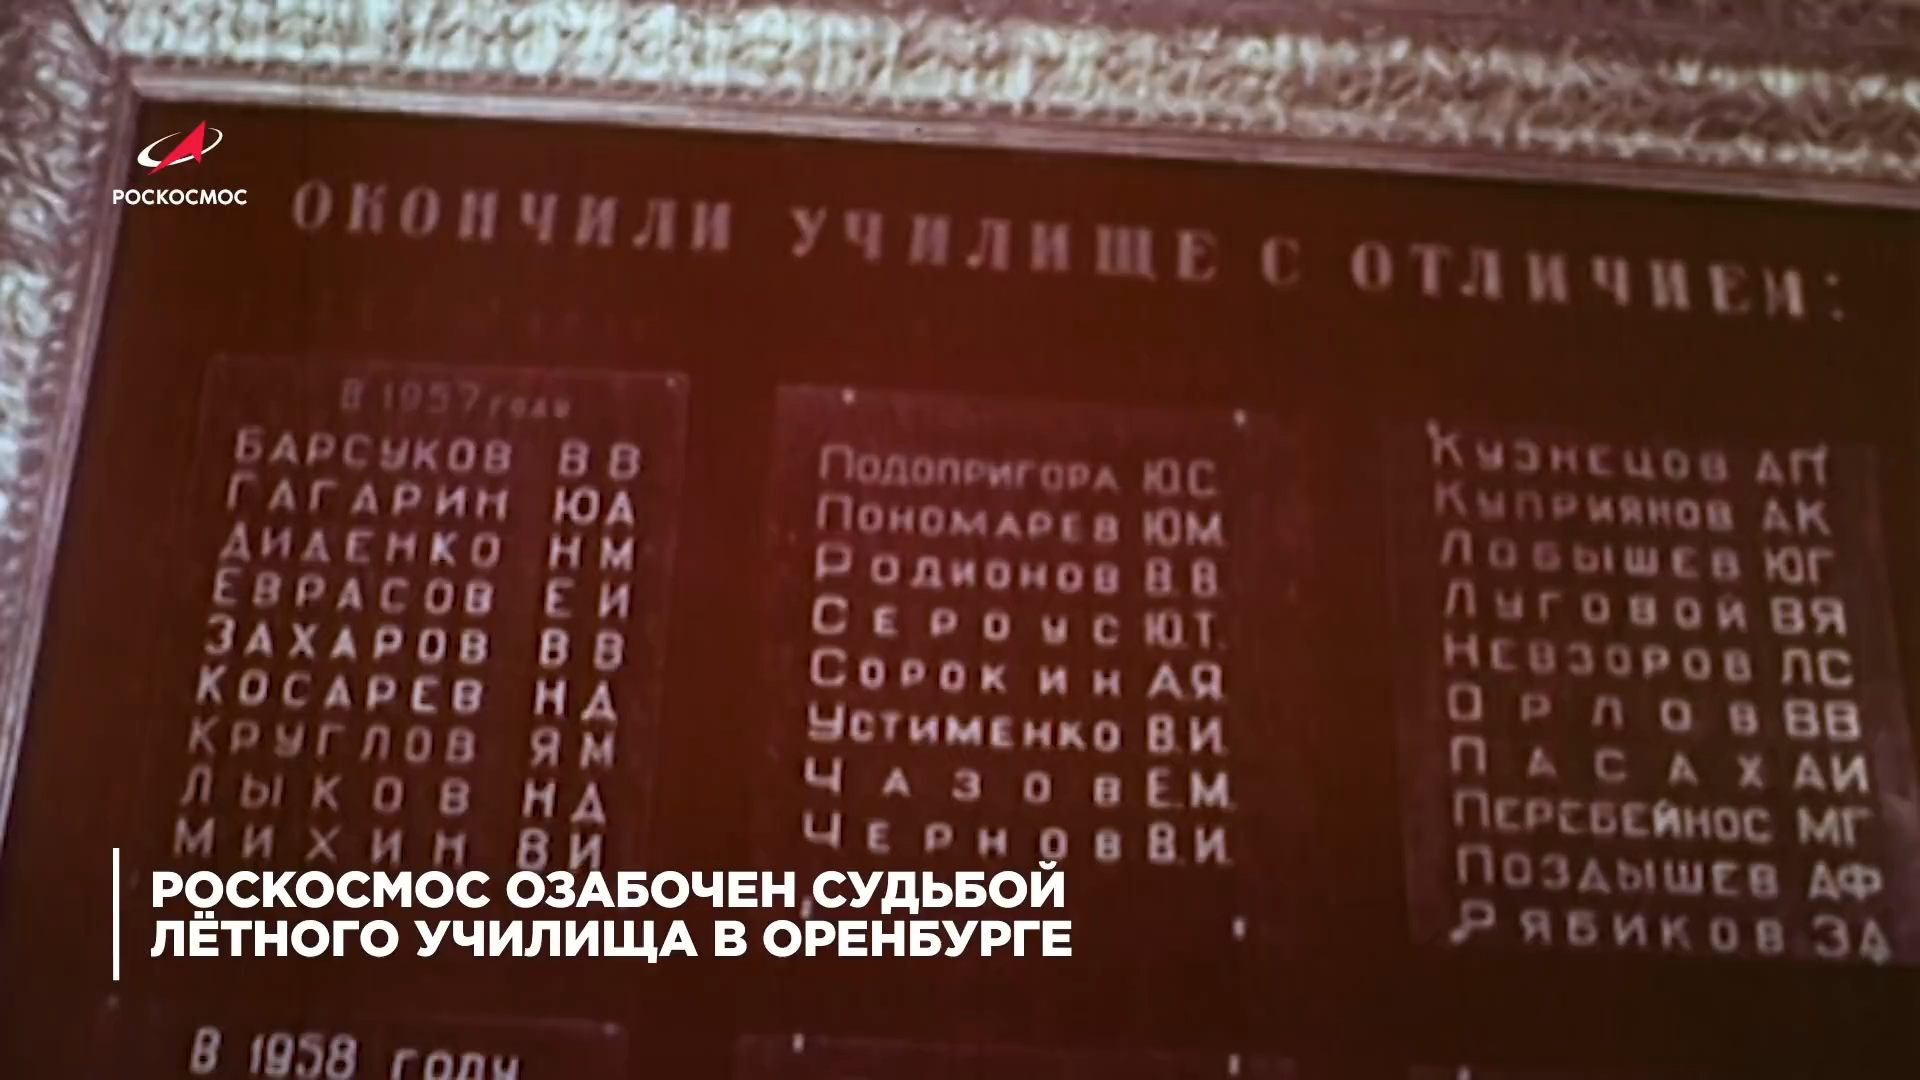 РОСКОСМОС
ОКОНЧИЛИ УЧИЛИЩЕ С ОТЛИЧИЕМ:
В 1957 году
БАРСУКОВ В В
ГАГАРИН Ю А
ДИДЕНКО Н М
ЕВРАСОВ Е И
ЗАХАРОВ В В
КОСАРЕВ Н Д
КРУГЛОВ Я М
ЛЫКОВ Н Д
МИХИН В И
ПОДОПРИГОРА Ю.С.
ПОНОМАРЕВ Ю.М.
РОДИОНОВ В.В.
СЕРОУС Ю.Т.
СОРОКИН А.Я.
УСТИМЕНКО В.И.
ЧАЗОВ Е.М.
ЧЕРНОВ В.И.
КУЗНЕЦОВ А П
КУПРИЯНОВ А К
ЛОБЫШЕВ Ю Г
ЛУГОВОЙ В Я
НЕВЗОРОВ Л С
ОРЛОВ В В
ПАСАХ А И
ПЕРЕБЕЙНОС М Г
ПОЗДЫШЕВ А Ф
РЯБИКОВ З А
РОСКОСМОС ОЗАБОЧЕН СУДЬБОЙ
ЛЁТНОГО УЧИЛИЩА В ОРЕНБУРГЕ
В 1958 году